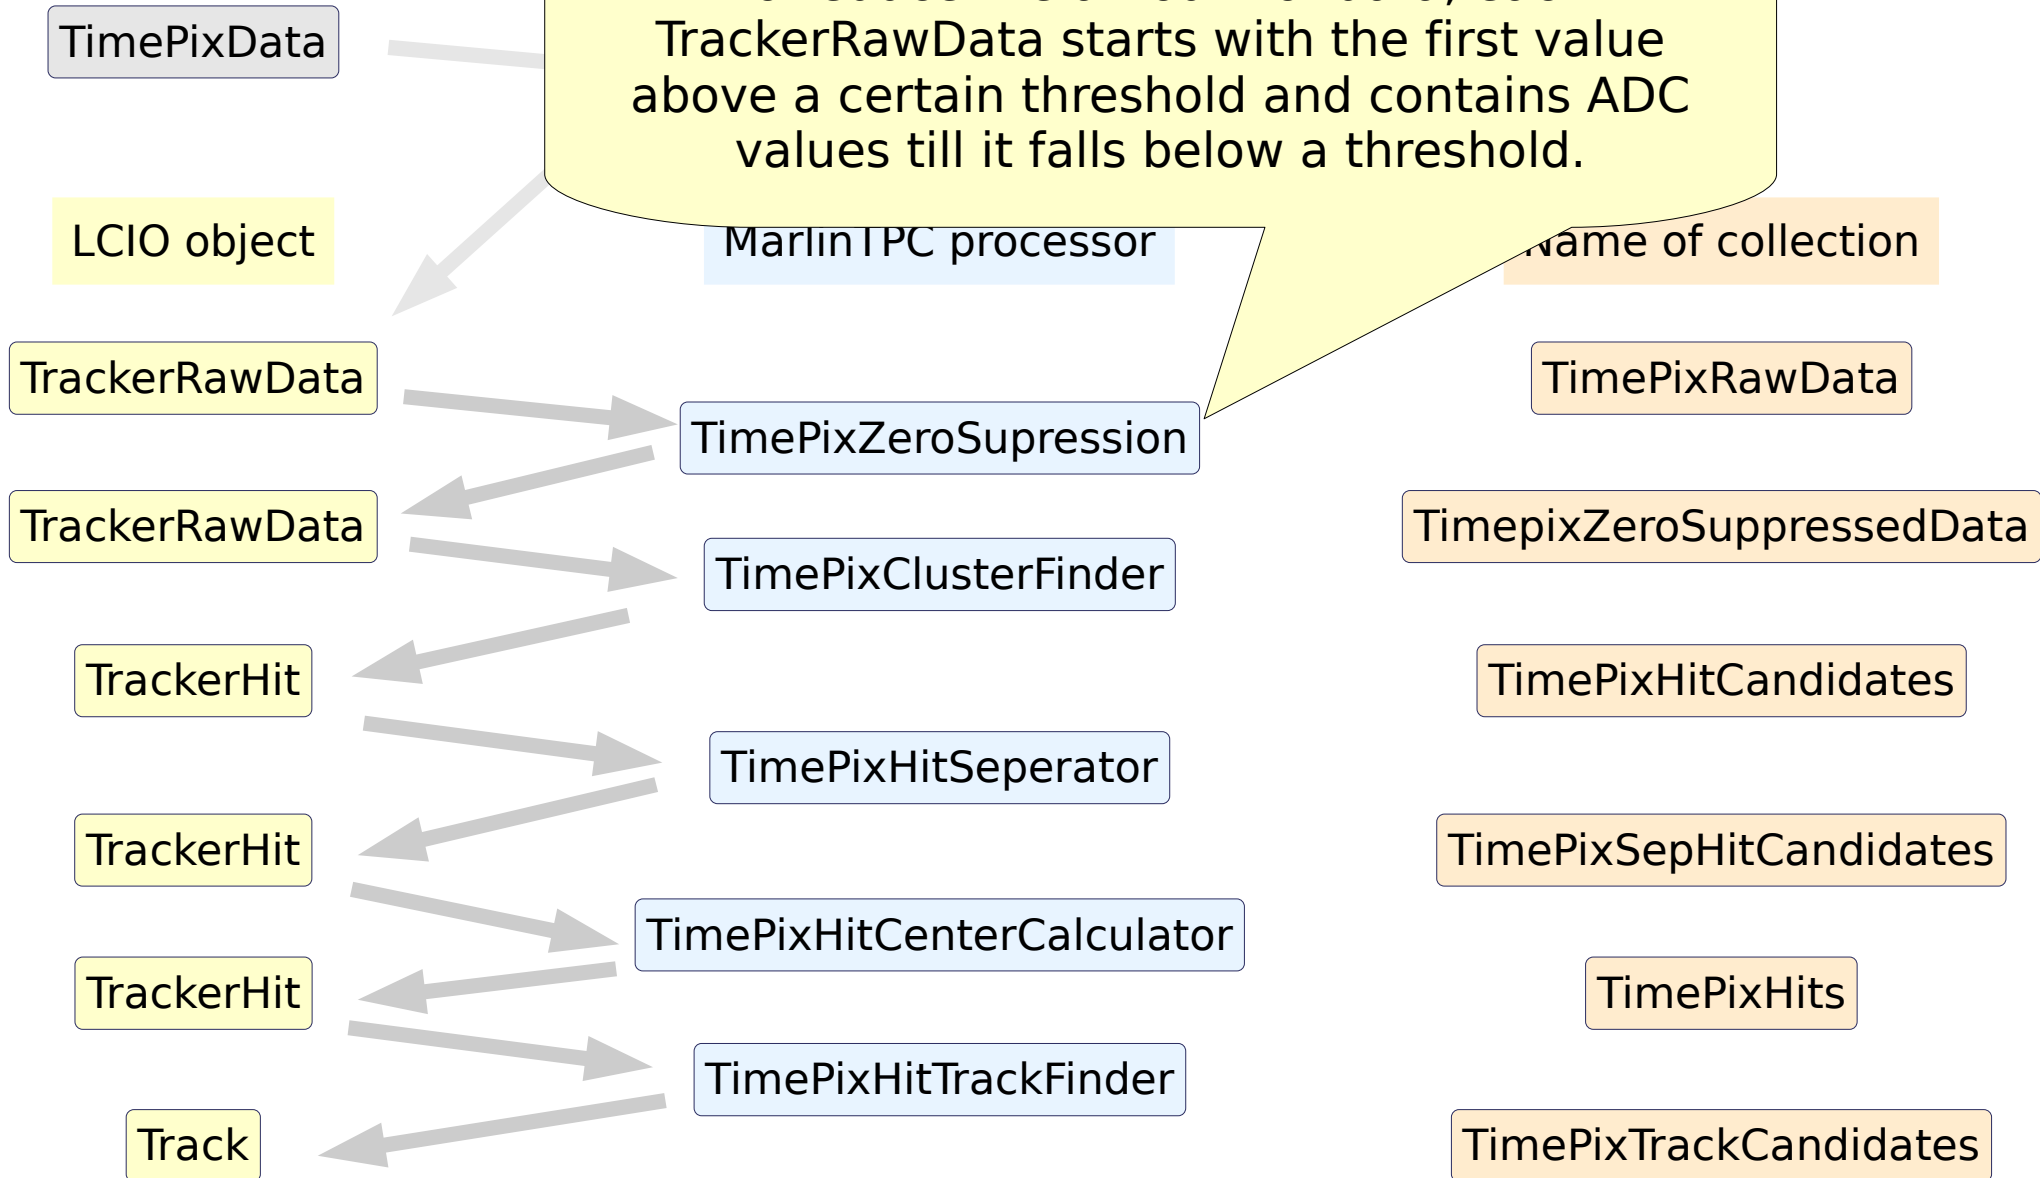 TimePixData
TrackerRawData starts with the first value
above a certain threshold and contains ADC
values till it falls below a threshold.
LCIO object
MarlinTPC processor
Name of collection
TrackerRawData
TimePixRawData
TimePixZeroSupression
TrackerRawData
TimepixZeroSuppressedData
TimePixClusterFinder
TrackerHit
TimePixHitCandidates
TimePixHitSeperator
TrackerHit
TimePixSepHitCandidates
TimePixHitCenterCalculator
TrackerHit
TimePixHits
TimePixHitTrackFinder
Track
TimePixTrackCandidates